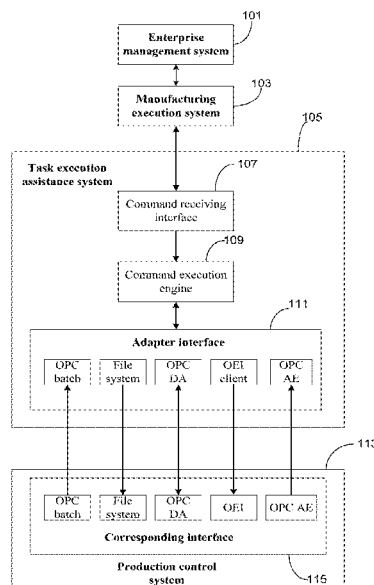 101
Enterprise
management system
103
Manufacturing
execution system
105
Task execution
assistance system
107
Command receiving
interface
109
Command execution
engine
111
Adapter interface
OPC batch
File system
OPC DA
OEI client
OPC AE
113
OPC batch
File system
OPC DA
OEI
OPC AE
Corresponding interface
115
Production control
system